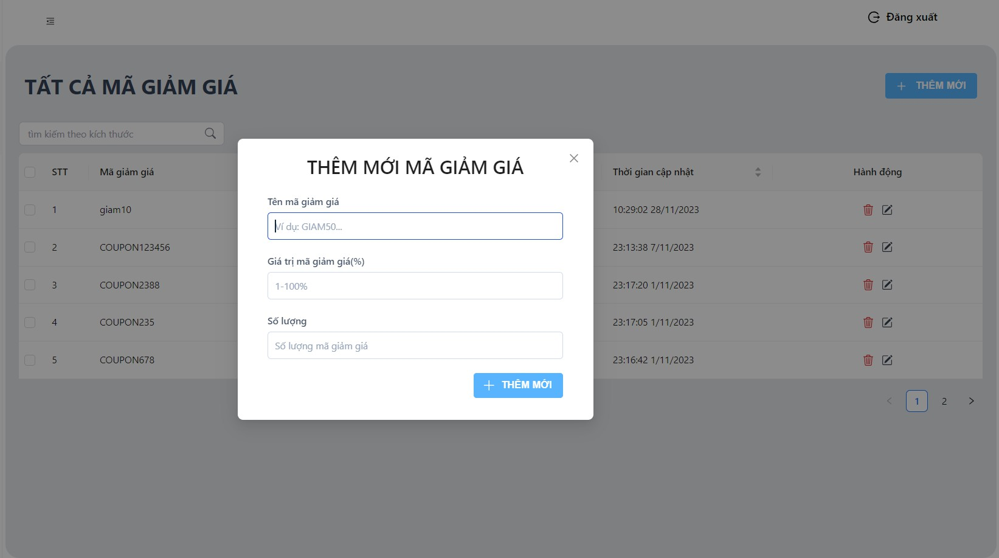 Đăng xuất
TẤT CẢ MÃ GIẢM GIÁ
THÊM MỚI
tìm kiếm theo kích thước
STT Mã giảm giá Thời gian cập nhật Hành động
1 giam10 10:29:02 28/11/2023
2 COUPON123456 23:13:38 7/11/2023
3 COUPON2388 23:17:20 1/11/2023
4 COUPON235 23:17:05 1/11/2023
5 COUPON678 23:16:42 1/11/2023
1 2
THÊM MỚI MÃ GIẢM GIÁ
Tên mã giảm giá
Ví dụ: GIAM50...
Giá trị mã giảm giá(%)
1-100%
Số lượng
Số lượng mã giảm giá
THÊM MỚI